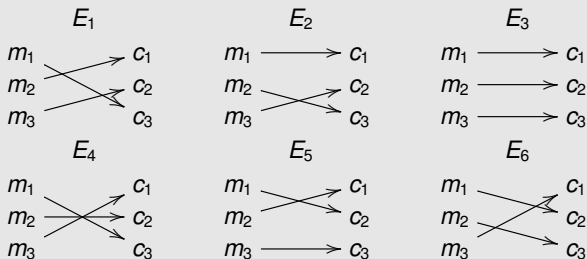 E₁ E₂ E₃
m₁ c₁ m₁ c₁ m₁ c₁
m₂ c₂ m₂ c₂ m₂ c₂
m₃ c₃ m₃ c₃ m₃ c₃
E₄ E₅ E₆
m₁ c₁ m₁ c₁ m₁ c₁
m₂ c₂ m₂ c₂ m₂ c₂
m₃ c₃ m₃ c₃ m₃ c₃